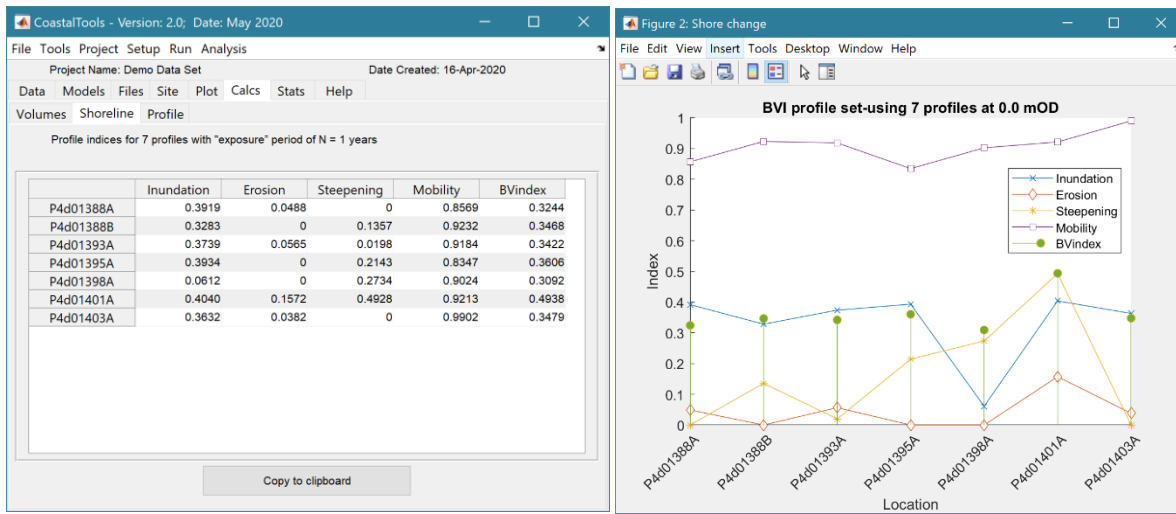 CoastalTools - Version: 2.0; Date: May 2020
File Tools Project Setup Run Analysis
Project Name: Demo Data Set Date Created: 16-Apr-2020
Data Models Files Site Plot Calcs Stats Help
Volumes Shoreline Profile
Profile indices for 7 profiles with "exposure" period of N = 1 years
Inundation Erosion Steepening Mobility BVindex
P4d01388A 0.3919 0.0488 0 0.8569 0.3244
P4d01388B 0.3283 0 0.1357 0.9232 0.3468
P4d01393A 0.3739 0.0565 0.0198 0.9184 0.3422
P4d01395A 0.3934 0 0.2143 0.8347 0.3606
P4d01398A 0.0612 0 0.2734 0.9024 0.3092
P4d01401A 0.4040 0.1572 0.4928 0.9213 0.4938
P4d01403A 0.3632 0.0382 0 0.9902 0.3479
Copy to clipboard
Figure 2: Shore change
File Edit View Insert Tools Desktop Window Help
BVI profile set-using 7 profiles at 0.0 mOD
1
0.9
0.8
0.7
0.6
0.5
0.4
0.3
0.2
0.1
0
Index
Inundation
Erosion
Steepening
Mobility
BVindex
P4d01388A
P4d01388B
P4d01393A
P4d01395A
P4d01398A
P4d01401A
P4d01403A
Location